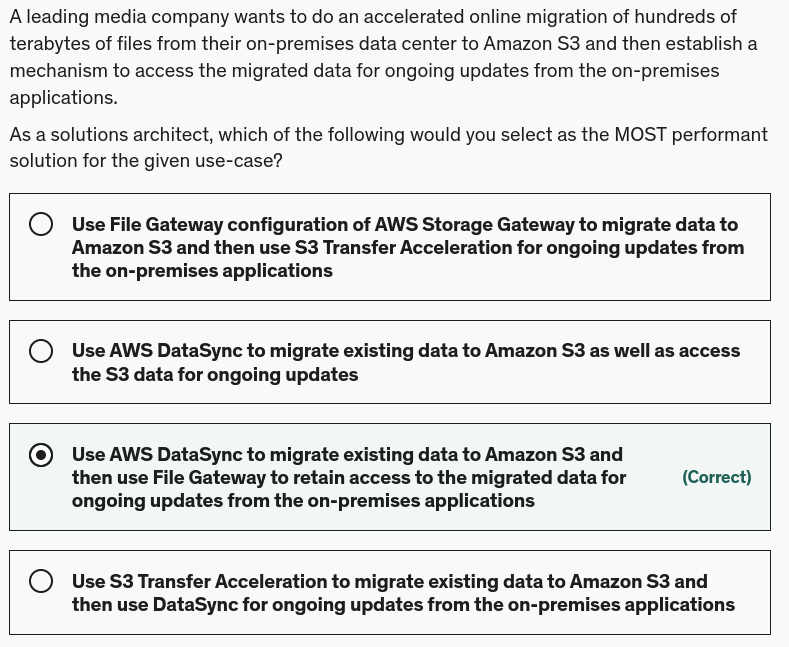 A leading media company wants to do an accelerated online migration of hundreds of
terabytes of files from their on-premises data center to Amazon S3 and then establish a
mechanism to access the migrated data for ongoing updates from the on-premises
applications.
As a solutions architect, which of the following would you select as the MOST performant
solution for the given use-case?
Use File Gateway configuration of AWS Storage Gateway to migrate data to
Amazon S3 and then use S3 Transfer Acceleration for ongoing updates from
the on-premises applications
Use AWS DataSync to migrate existing data to Amazon S3 as well as access
the S3 data for ongoing updates
Use AWS DataSync to migrate existing data to Amazon S3 and
then use File Gateway to retain access to the migrated data for
ongoing updates from the on-premises applications
(Correct)
Use S3 Transfer Acceleration to migrate existing data to Amazon S3 and
then use DataSync for ongoing updates from the on-premises applications